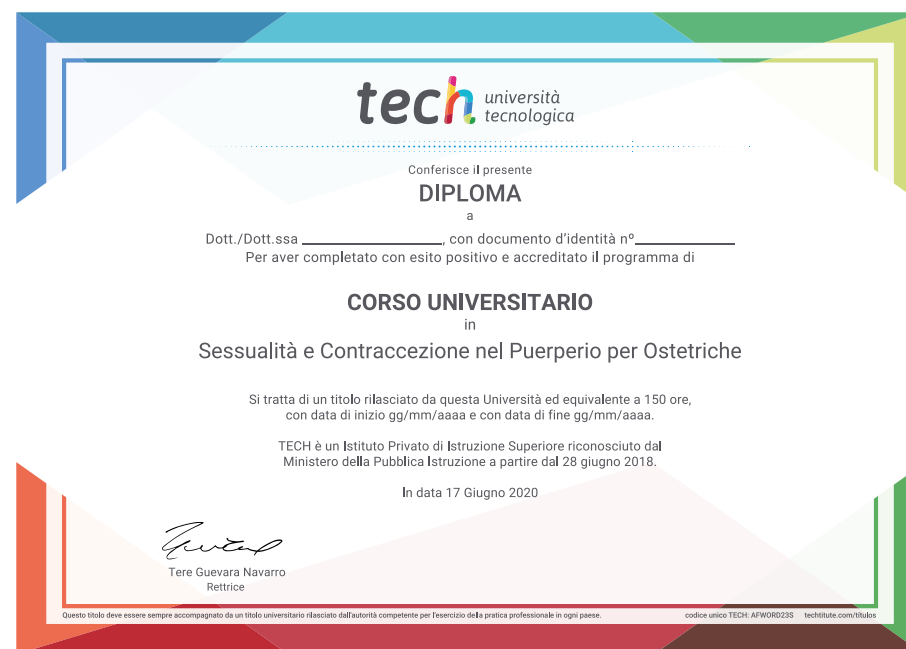 tech università
tecnologica
Conferisce il presente
DIPLOMA
a
Dott./Dott.ssa ________________, con documento d'identità nº____________
Per aver completato con esito positivo e accreditato il programma di
CORSO UNIVERSITARIO
in
Sessualità e Contraccezione nel Puerperio per Ostetriche
Si tratta di un titolo rilasciato da questa Università ed equivalente a 150 ore,
con data di inizio gg/mm/aaaa e con data di fine gg/mm/aaaa.
TECH è un Istituto Privato di Istruzione Superiore riconosciuto dal
Ministero della Pubblica Istruzione a partire dal 28 giugno 2018.
In data 17 Giugno 2020
Tere Guevara Navarro
Rettrice
Questo titolo deve essere sempre accompagnato da un titolo universitario rilasciato dall'autorità competente per l'esercizio della pratica professionale in ogni paese. codice unico TECH: AFWORD23S techtitute.com/titulos